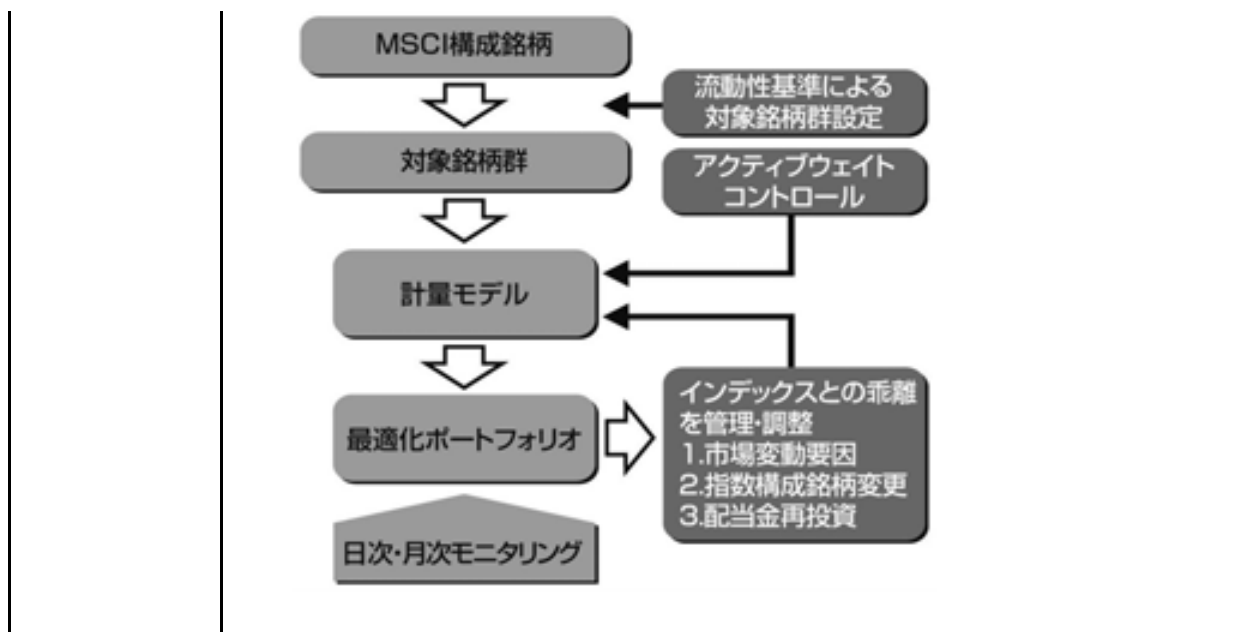 MSCI構成銘柄
流動性基準による
対象銘柄群設定
対象銘柄群
アクティブウェイト
コントロール
計量モデル
最適化ポートフォリオ
インデックスとの乖離
を管理・調整
1.市場変動要因
2.指数構成銘柄変更
3.配当金再投資
日次・月次モニタリング